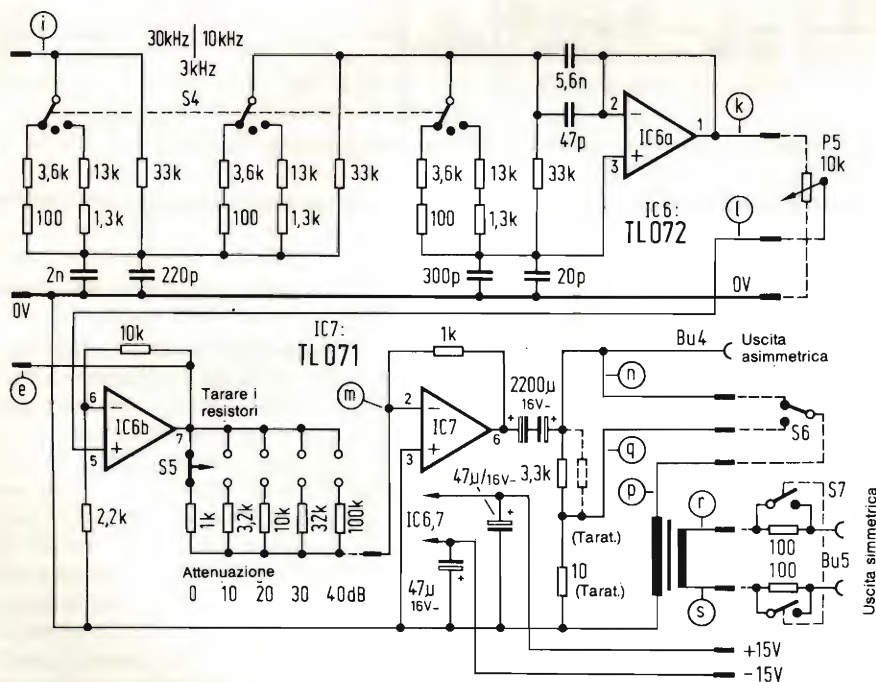 i
30kHz | 10kHz
3kHz
S4
3,6k
13k
33k
100
1,3k
2n
220p
3,6k
13k
33k
100
1,3k
3,6k
13k
33k
100
1,3k
300p
20p
5,6n
47p
2
3
1
IC6a
IC6:
TL072
k
P5
10k
l
0V
0V
10k
e
6
5
7
IC6b
2,2k
Tarare i
resistori
S5
1k
3,2k
10k
32k
100k
Attenuazione
0 10 20 30 40dB
IC7:
TL071
m
1k
2
3
6
IC7
2200µ
16V–
+
+
47µ/16V–
+
IC6,7
47µ
16V–
+
3,3k
(Tarat.)
10
(Tarat.)
n
q
p
Bu4
Uscita
asimmetrica
S6
r
s
S7
100
100
Bu5
Uscita simmetrica
+15V
-15V